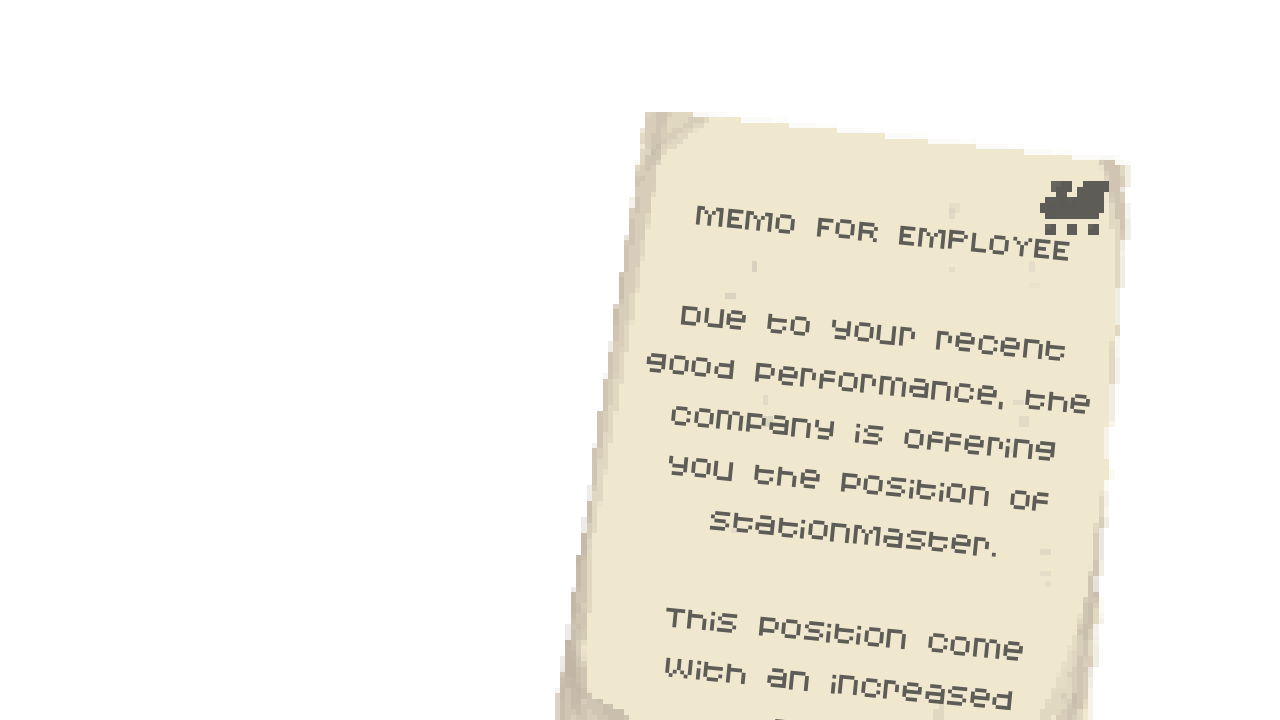 MEMO FOR EMPLOYEE
Due to your recent
good performance, the
company is offering
you the position of
stationmaster.
This position come
with an increased